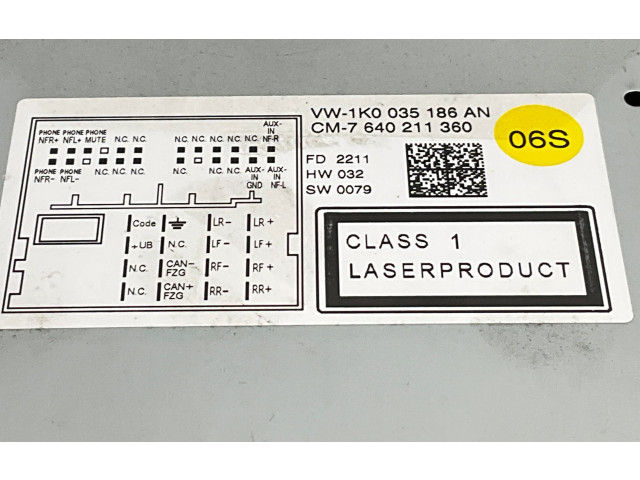 VW-1K0 035 186 AN
CM-7 640 211 360
FD 2211
HW 032
SW 0079
06S
CLASS 1
LASERPRODUCT
PHONE PHONE PHONE
NFR+ NFL+ MUTE N.C. N.C. N.C. N.C. N.C. AUX-IN NF-R
NFR- NFL- N.C. N.C. N.C. N.C. N.C. N.C. AUX-IN GND AUX-IN NF-L
PHONE PHONE
Code LR- LR+
+UB N.C. LF- LF+
N.C. CAN-FZG RF- RF+
N.C. CAN+FZG RR- RR+